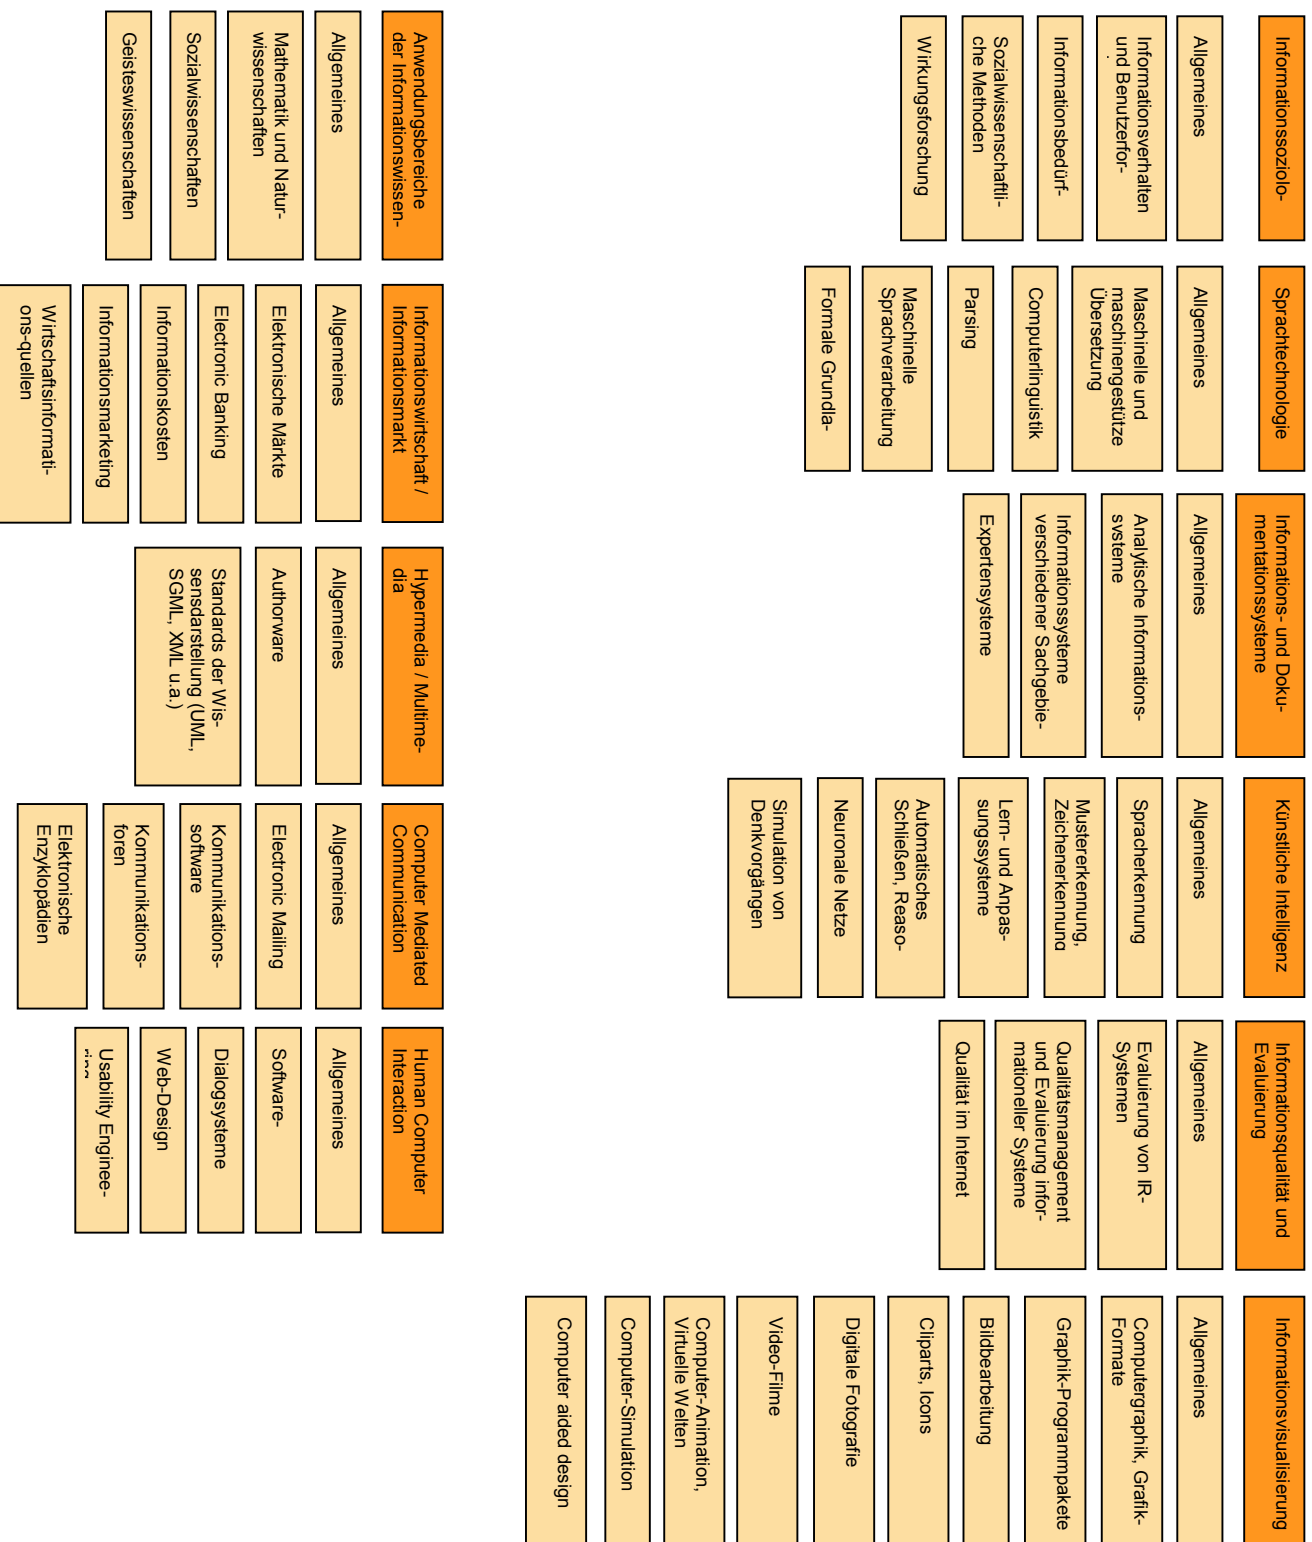 Informationssoziolo-
Allgemeines
Informationsverhalten
und Benutzerfor-
Informationsbedürf-
Sozialwissenschaftli-
che Methoden
Wirkungsforschung
Sprachtechnologie
Allgemeines
Maschinelle und
maschinengestütze
Übersetzung
Computerlinguistik
Parsing
Maschinelle
Sprachverarbeitung
Formale Grundla-
Informations- und Doku-
mentationssysteme
Allgemeines
Analytische Informations-
systeme
Informationssysteme
verschiedener Sachgebie-
Expertensysteme
Künstliche Intelligenz
Allgemeines
Spracherkennung
Mustererkennung,
Zeichenerkennung
Lern- und Anpas-
sungssysteme
Automatisches
Schließen, Reaso-
Neuronale Netze
Simulation von
Denkvorgängen
Informationsqualität und
Evaluierung
Allgemeines
Evaluierung von IR-
Systemen
Qualitätsmanagement
und Evaluierung infor-
mationeller Systeme
Qualität im Internet
Informationsvisualisierung
Allgemeines
Computergraphik, Grafik-
Formate
Graphik-Programmpakete
Bildbearbeitung
Cliparts, Icons
Digitale Fotografie
Video-Filme
Computer-Animation,
Virtuelle Welten
Computer-Simulation
Computer aided design
Anwendungsbereiche
der Informationswissen-
Allgemeines
Mathematik und Natur-
wissenschaften
Sozialwissenschaften
Geisteswissenschaften
Informationswirtschaft /
Informationsmarkt
Allgemeines
Elektronische Märkte
Electronic Banking
Informationskosten
Informationsmarketing
Wirtschaftsinformati-
ons-quellen
Hypermedia / Multime-
dia
Allgemeines
Authorware
Standards der Wis-
sensdarstellung (UML,
SGML, XML u.a.)
Computer Mediated
Communication
Allgemeines
Electronic Mailing
Kommunikations-
software
Kommunikations-
foren
Elektronische
Enzyklopädien
Human Computer
Interaction
Allgemeines
Software-
Dialogsysteme
Web-Design
Usability Enginee-
ring